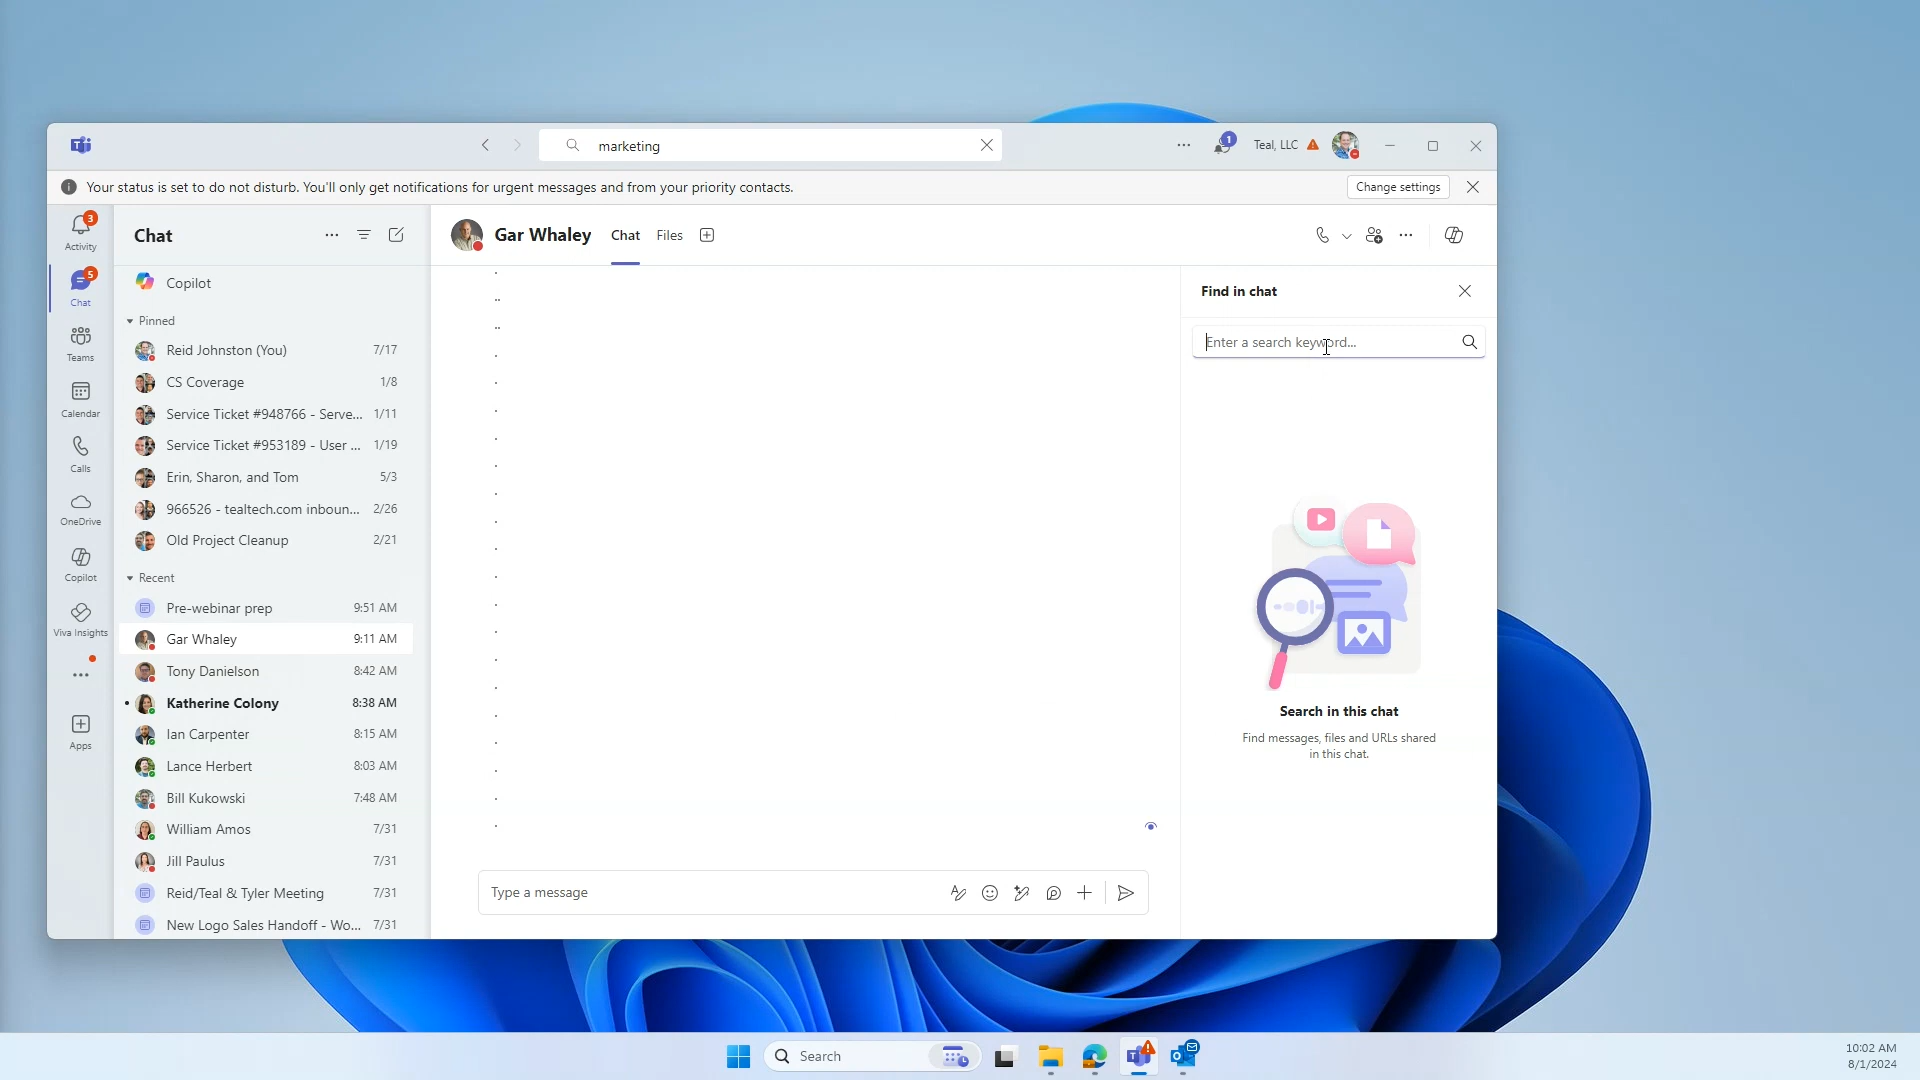 marketing
1
Teal, LLC
Your status is set to do not disturb. You'll only get notifications for urgent messages and from your priority contacts.
Change settings
3
Activity
5
Chat
Teams
Calendar
Calls
OneDrive
Copilot
Viva Insights
Apps
Chat
Copilot
Pinned
Reid Johnston (You) 7/17
CS Coverage 1/8
Service Ticket #948766 - Serve... 1/11
Service Ticket #953189 - User ... 1/19
Erin, Sharon, and Tom 5/3
966526 - tealtech.com inboun... 2/26
Old Project Cleanup 2/21
Recent
Pre-webinar prep 9:51 AM
Gar Whaley 9:11 AM
Tony Danielson 8:42 AM
Katherine Colony 8:38 AM
Ian Carpenter 8:15 AM
Lance Herbert 8:03 AM
Bill Kukowski 7:48 AM
William Amos 7/31
Jill Paulus 7/31
Reid/Teal & Tyler Meeting 7/31
New Logo Sales Handoff - Wo... 7/31
Gar Whaley Chat Files
Type a message
Find in chat
Enter a search keyword...
Search in this chat
Find messages, files and URLs shared
in this chat.
Search
10:02 AM
8/1/2024